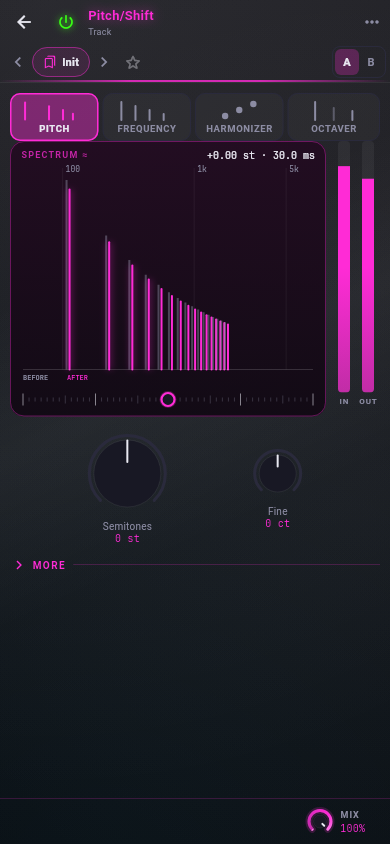 Pitch/Shift
Track
Init
A B
PITCH
FREQUENCY
HARMONIZER
OCTAVER
SPECTRUM ≈
+0.00 st · 30.0 ms
100 1k 5k
BEFORE AFTER
IN OUT
Semitones
0 st
Fine
0 ct
MORE
MIX
100%